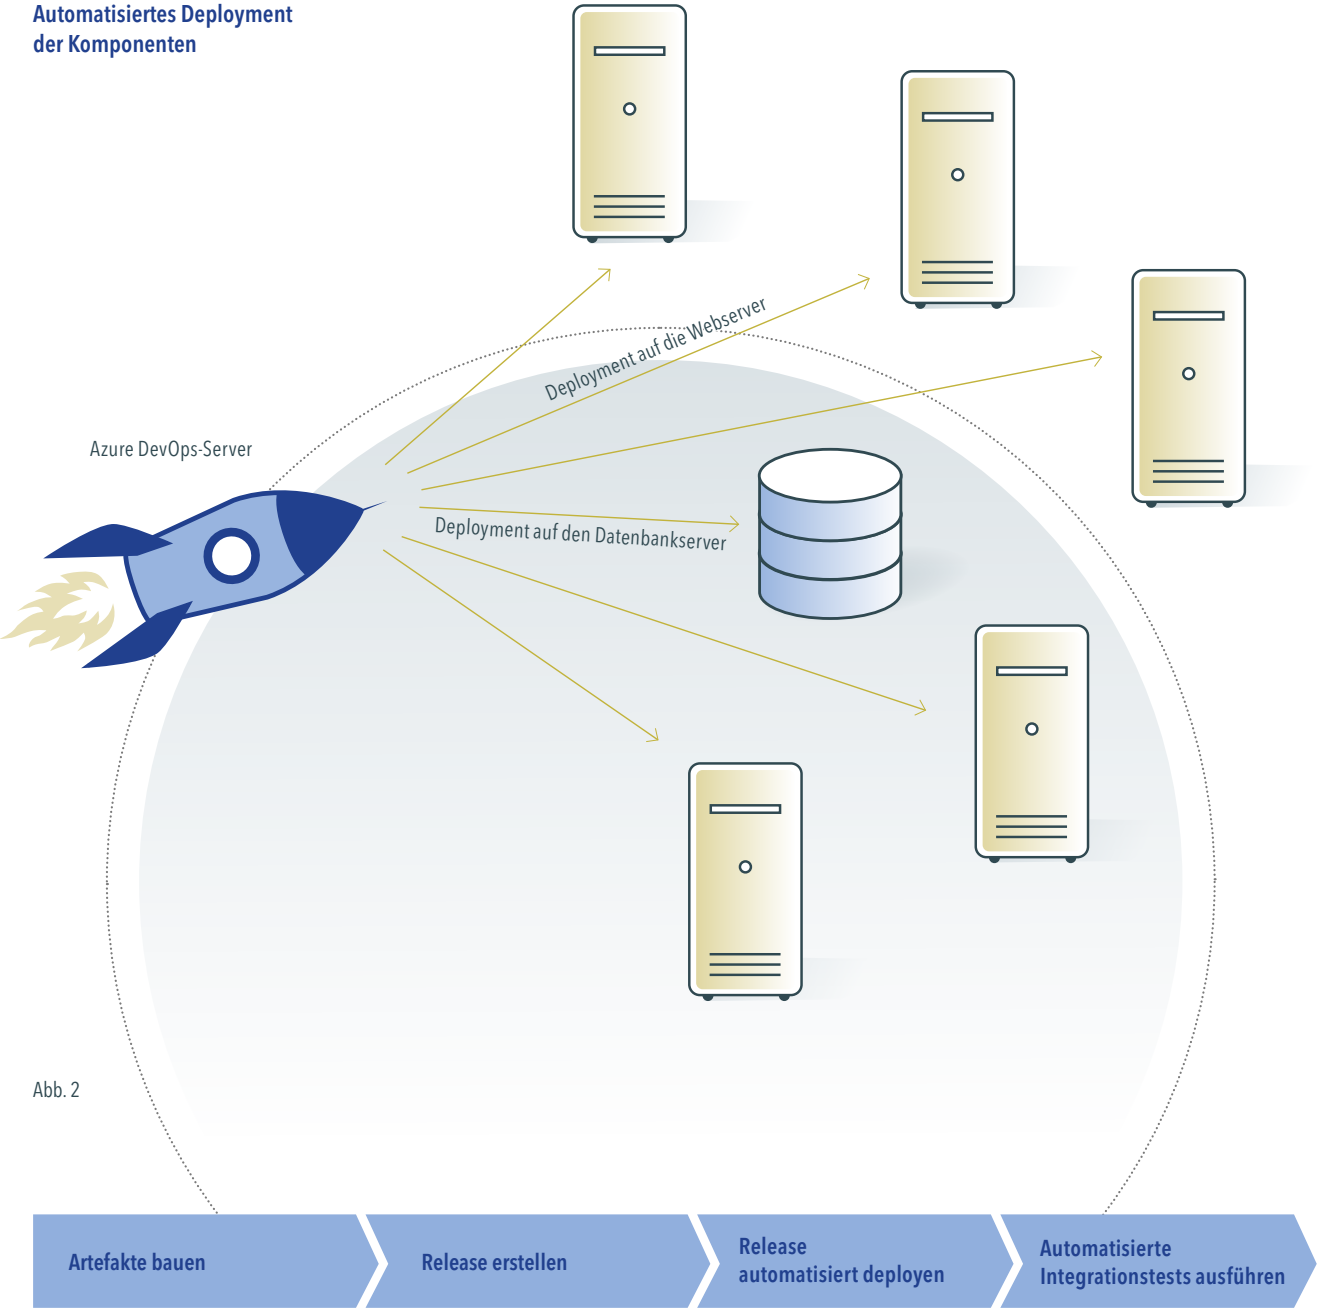 Automatisiertes Deployment
der Komponenten
Deployment auf die Webserver
Azure DevOps-Server
Deployment auf den Datenbankserver
Abb. 2
Artefakte bauen
Release erstellen
Release
automatisiert deployen
Automatisierte
Integrationstests ausführen